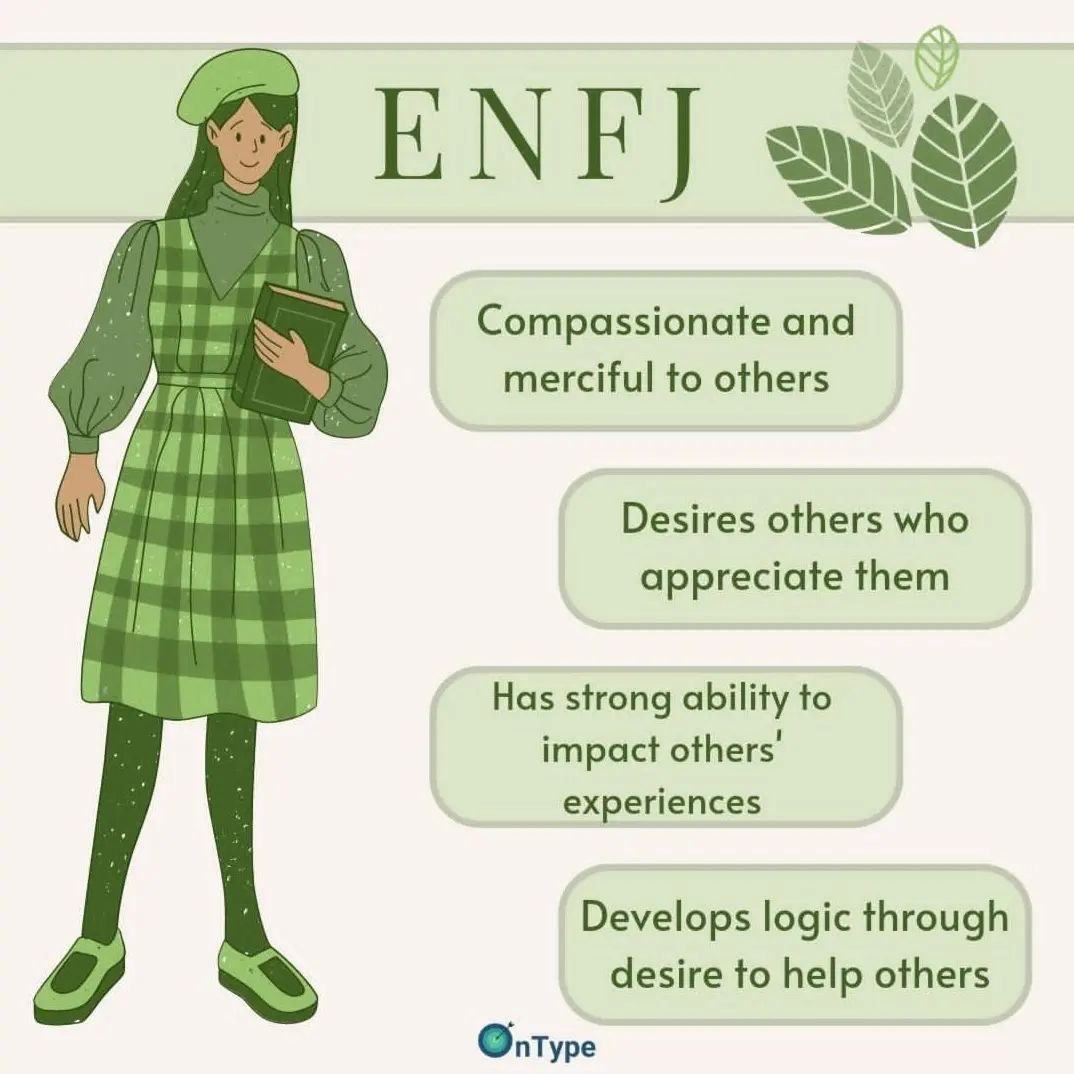 ENFJ
Compassionate and
merciful to others
Desires others who
appreciate them
Has strong ability to
impact others'
experiences
Develops logic through
desire to help others
OnType